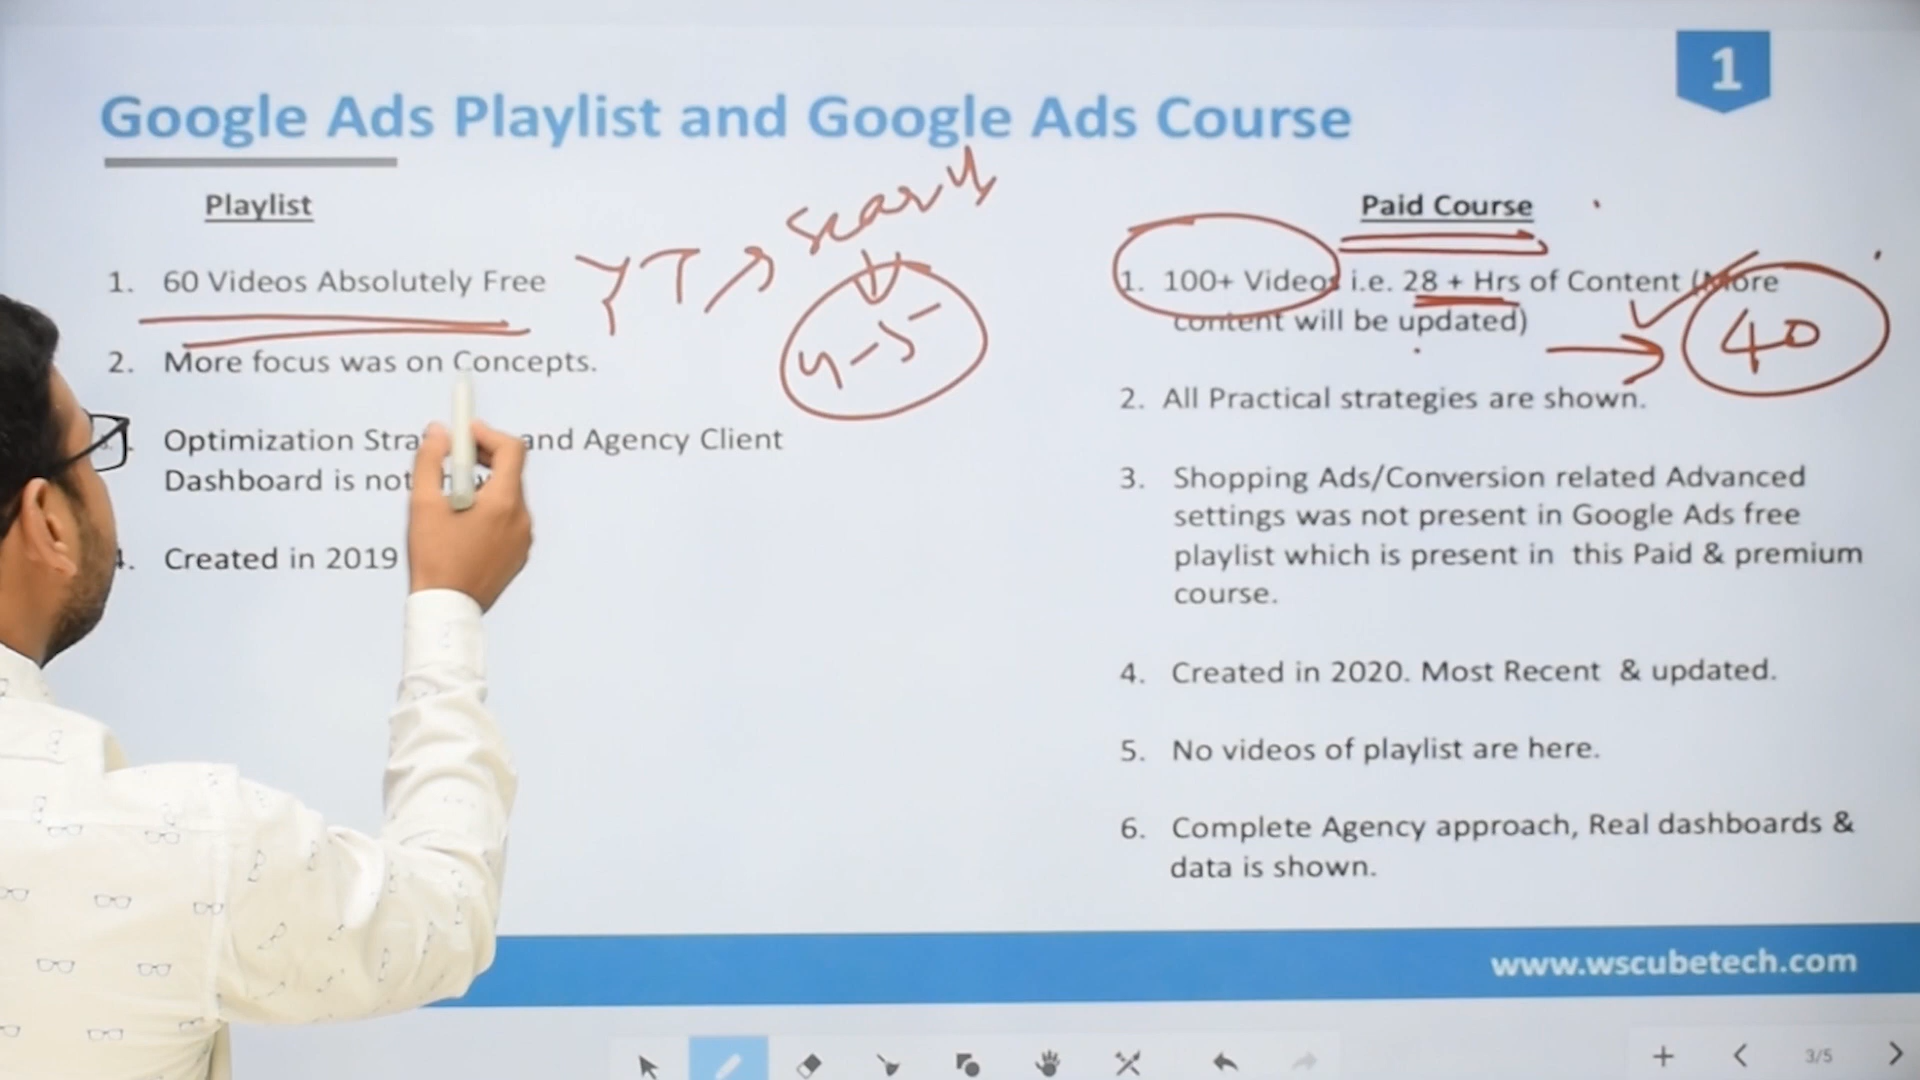 1
Google Ads Playlist and Google Ads Course
Playlist
1. 60 Videos Absolutely Free
2. More focus was on Concepts.
Optimization and Agency Client
Dashboard is not
4. Created in 2019
YT
search
4-5
Paid Course
1. 100+ Videos i.e. 28 + Hrs of Content (More
content will be updated)
40
2. All Practical strategies are shown.
3. Shopping Ads/Conversion related Advanced
settings was not present in Google Ads free
playlist which is present in this Paid & premium
course.
4. Created in 2020. Most Recent & updated.
5. No videos of playlist are here.
6. Complete Agency approach, Real dashboards &
data is shown.
www.wscubetech.com
3/5